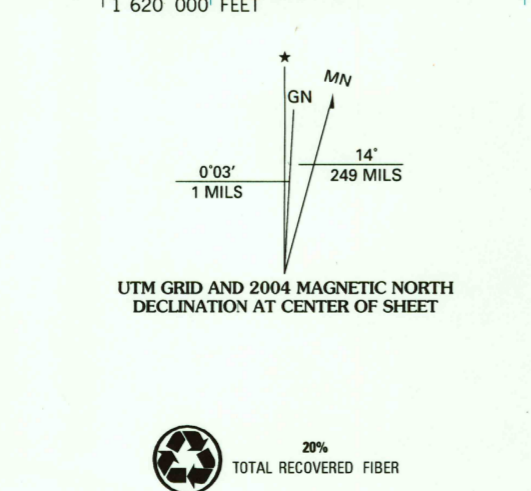 1 620 000 FEET
★
MN
GN
0°03′
14°
1 MILS
249 MILS
UTM GRID AND 2004 MAGNETIC NORTH
DECLINATION AT CENTER OF SHEET
20%
TOTAL RECOVERED FIBER